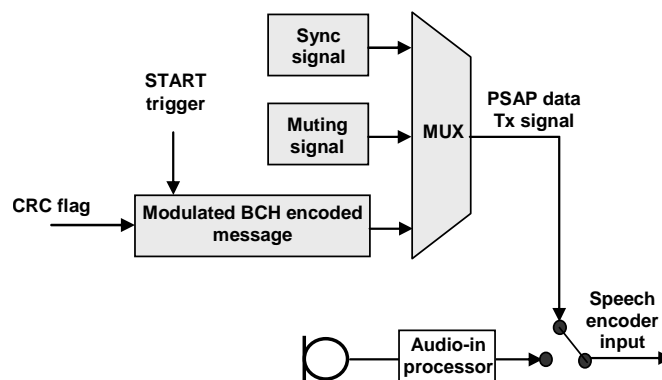 Sync
signal
START
trigger
PSAP data
Tx signal
Muting
signal
MUX
CRC flag
Modulated BCH encoded
message
Speech
encoder
input
Audio-in
processor